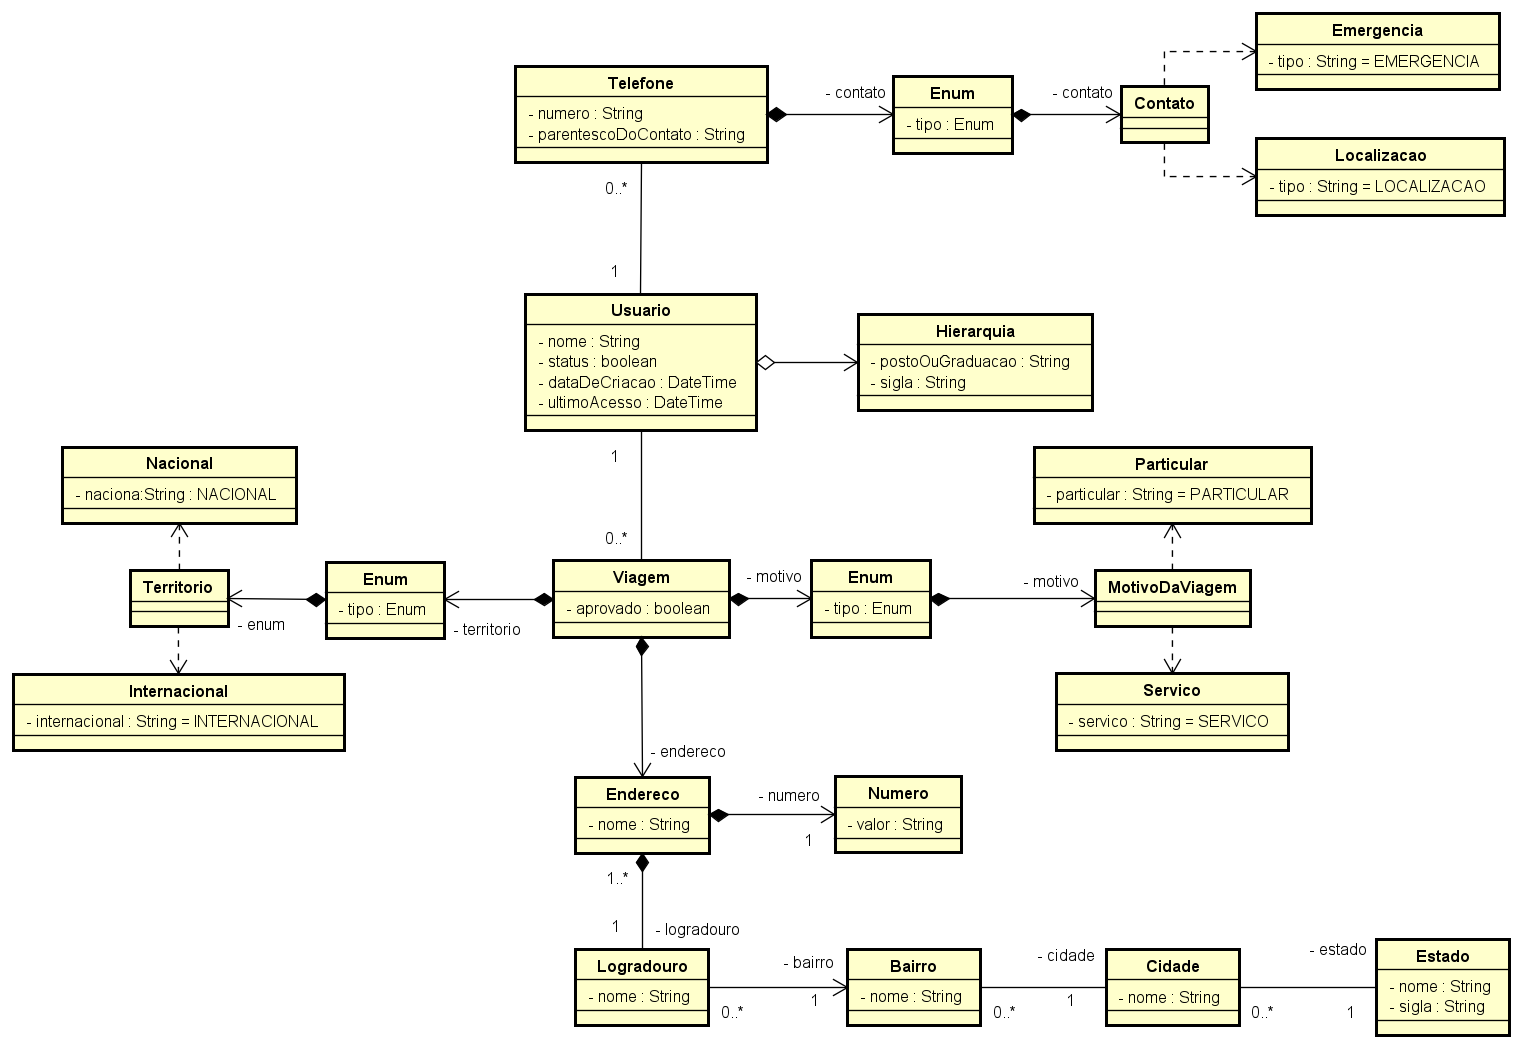 Emergencia
- tipo : String = EMERGENCIA
Telefone
- numero : String
- parentescoDoContato : String
- contato
Enum
- tipo : Enum
- contato
Contato
Localizacao
- tipo : String = LOCALIZACAO
0..*
1
Usuario
- nome : String
- status : boolean
- dataDeCriacao : DateTime
- ultimoAcesso : DateTime
Hierarquia
- postoOuGraduacao : String
- sigla : String
1
0..*
Nacional
- naciona:String : NACIONAL
Particular
- particular : String = PARTICULAR
Territorio
- enum
Enum
- tipo : Enum
- territorio
Viagem
- aprovado : boolean
- motivo
Enum
- tipo : Enum
- motivo
MotivoDaViagem
Internacional
- internacional : String = INTERNACIONAL
Servico
- servico : String = SERVICO
- endereco
Endereco
- nome : String
- numero
1
Numero
- valor : String
1..*
1
- logradouro
Logradouro
- nome : String
0..*
- bairro
1
Bairro
- nome : String
0..*
- cidade
1
Cidade
- nome : String
0..*
- estado
1
Estado
- nome : String
- sigla : String